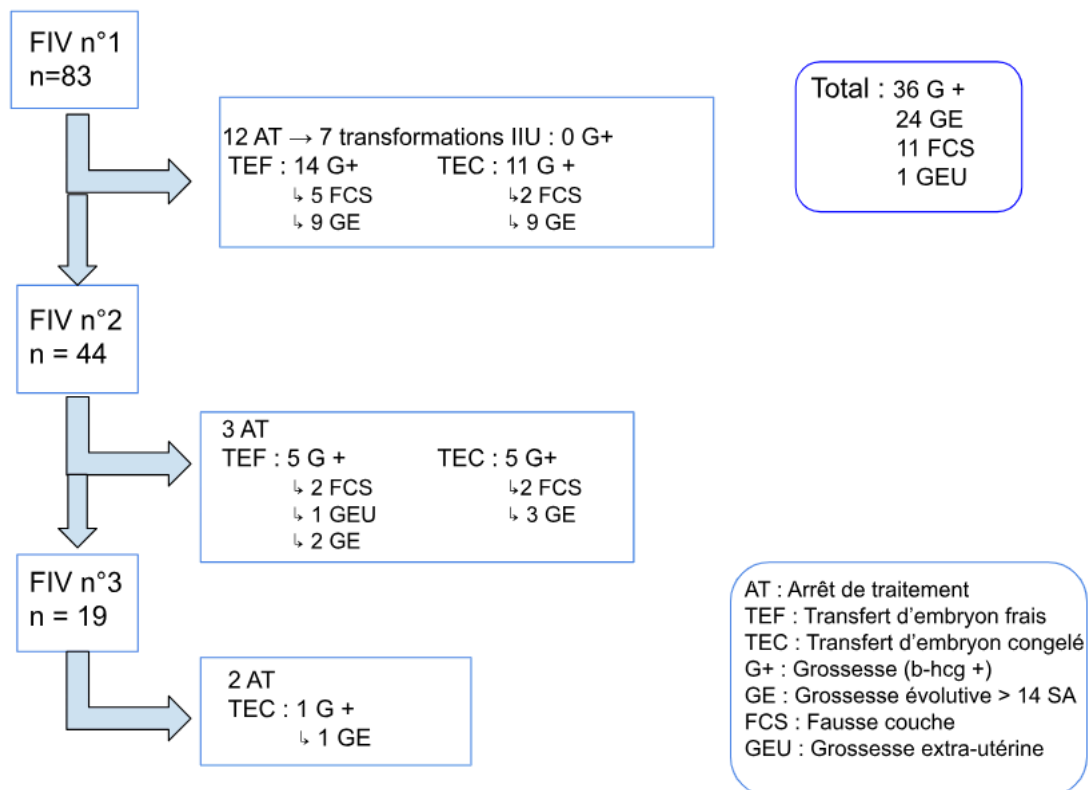 FIV n°1
n=83
Total : 36 G +
24 GE
11 FCS
1 GEU
12 AT → 7 transformations IIU : 0 G+
TEF : 14 G+ TEC : 11 G +
↳ 5 FCS ↳2 FCS
↳ 9 GE ↳ 9 GE
FIV n°2
n = 44
3 AT
TEF : 5 G + TEC : 5 G+
↳ 2 FCS ↳2 FCS
↳ 1 GEU ↳ 3 GE
↳ 2 GE
FIV n°3
n = 19
2 AT
TEC : 1 G +
↳ 1 GE
AT : Arrêt de traitement
TEF : Transfert d'embryon frais
TEC : Transfert d'embryon congelé
G+ : Grossesse (b-hcg +)
GE : Grossesse évolutive > 14 SA
FCS : Fausse couche
GEU : Grossesse extra-utérine